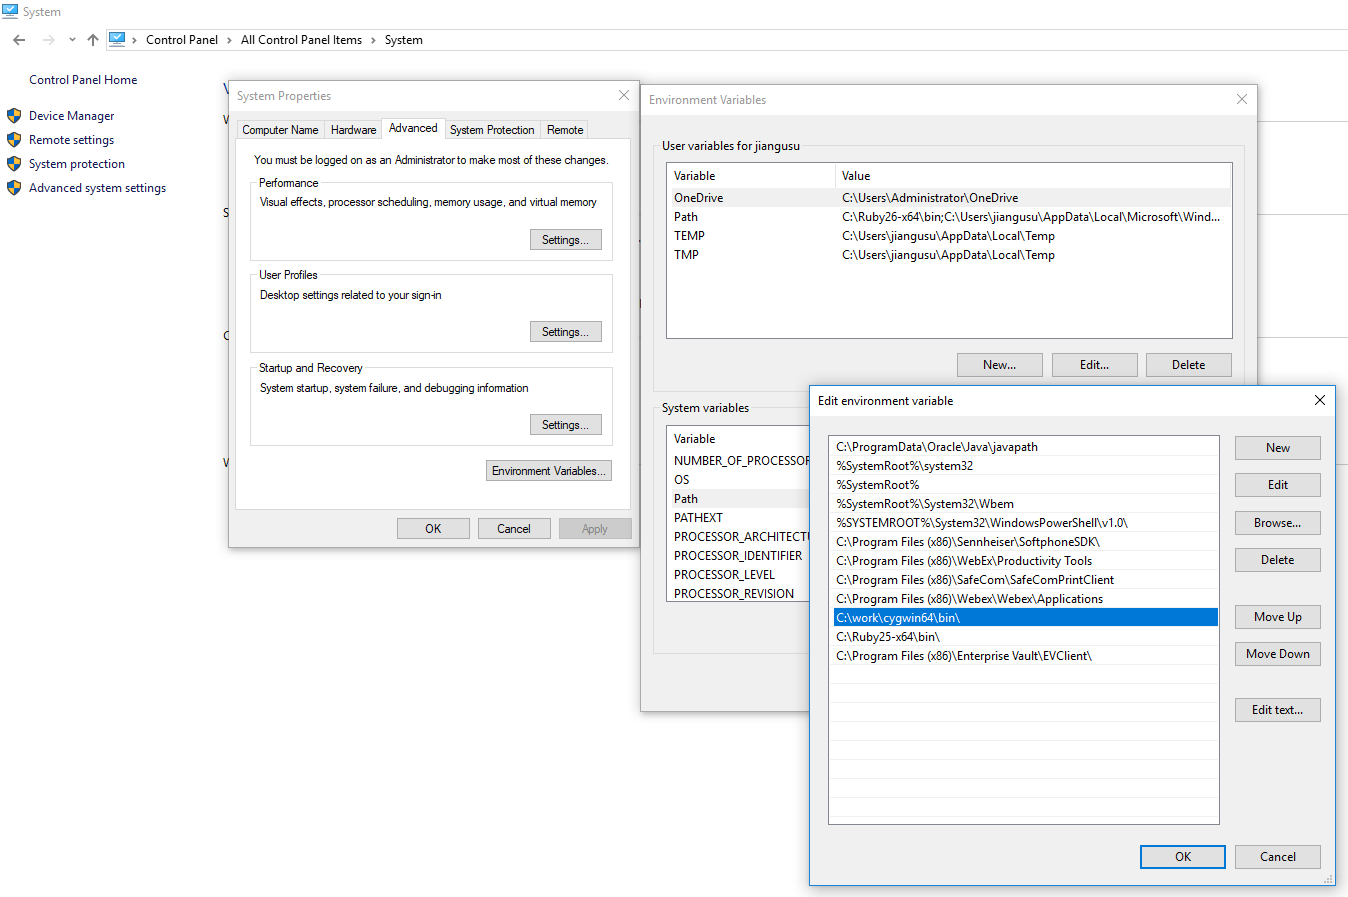 System
Control Panel > All Control Panel Items > System
Control Panel Home
Device Manager
Remote settings
System protection
Advanced system settings
System Properties
Computer Name Hardware Advanced System Protection Remote
You must be logged on as an Administrator to make most of these changes.
Performance
Visual effects, processor scheduling, memory usage, and virtual memory
Settings...
User Profiles
Desktop settings related to your sign-in
Settings...
Startup and Recovery
System startup, system failure, and debugging information
Settings...
Environment Variables...
OK Cancel Apply
Environment Variables
User variables for jiangusu
Variable Value
OneDrive C:\Users\Administrator\OneDrive
Path C:\Ruby26-x64\bin;C:\Users\jiangusu\AppData\Local\Microsoft\Wind...
TEMP C:\Users\jiangusu\AppData\Local\Temp
TMP C:\Users\jiangusu\AppData\Local\Temp
New... Edit... Delete
System variables
Variable
NUMBER_OF_PROCESSOR
OS
Path
PATHEXT
PROCESSOR_ARCHITECTU
PROCESSOR_IDENTIFIER
PROCESSOR_LEVEL
PROCESSOR_REVISION
Edit environment variable
C:\ProgramData\Oracle\Java\javapath
%SystemRoot%\system32
%SystemRoot%
%SystemRoot%\System32\Wbem
%SYSTEMROOT%\System32\WindowsPowerShell\v1.0\
C:\Program Files (x86)\Sennheiser\SoftphoneSDK\
C:\Program Files (x86)\WebEx\Productivity Tools
C:\Program Files (x86)\SafeCom\SafeComPrintClient
C:\Program Files (x86)\Webex\Webex\Applications
C:\work\cygwin64\bin\
C:\Ruby25-x64\bin\
C:\Program Files (x86)\Enterprise Vault\EVClient\
New
Edit
Browse...
Delete
Move Up
Move Down
Edit text...
OK Cancel